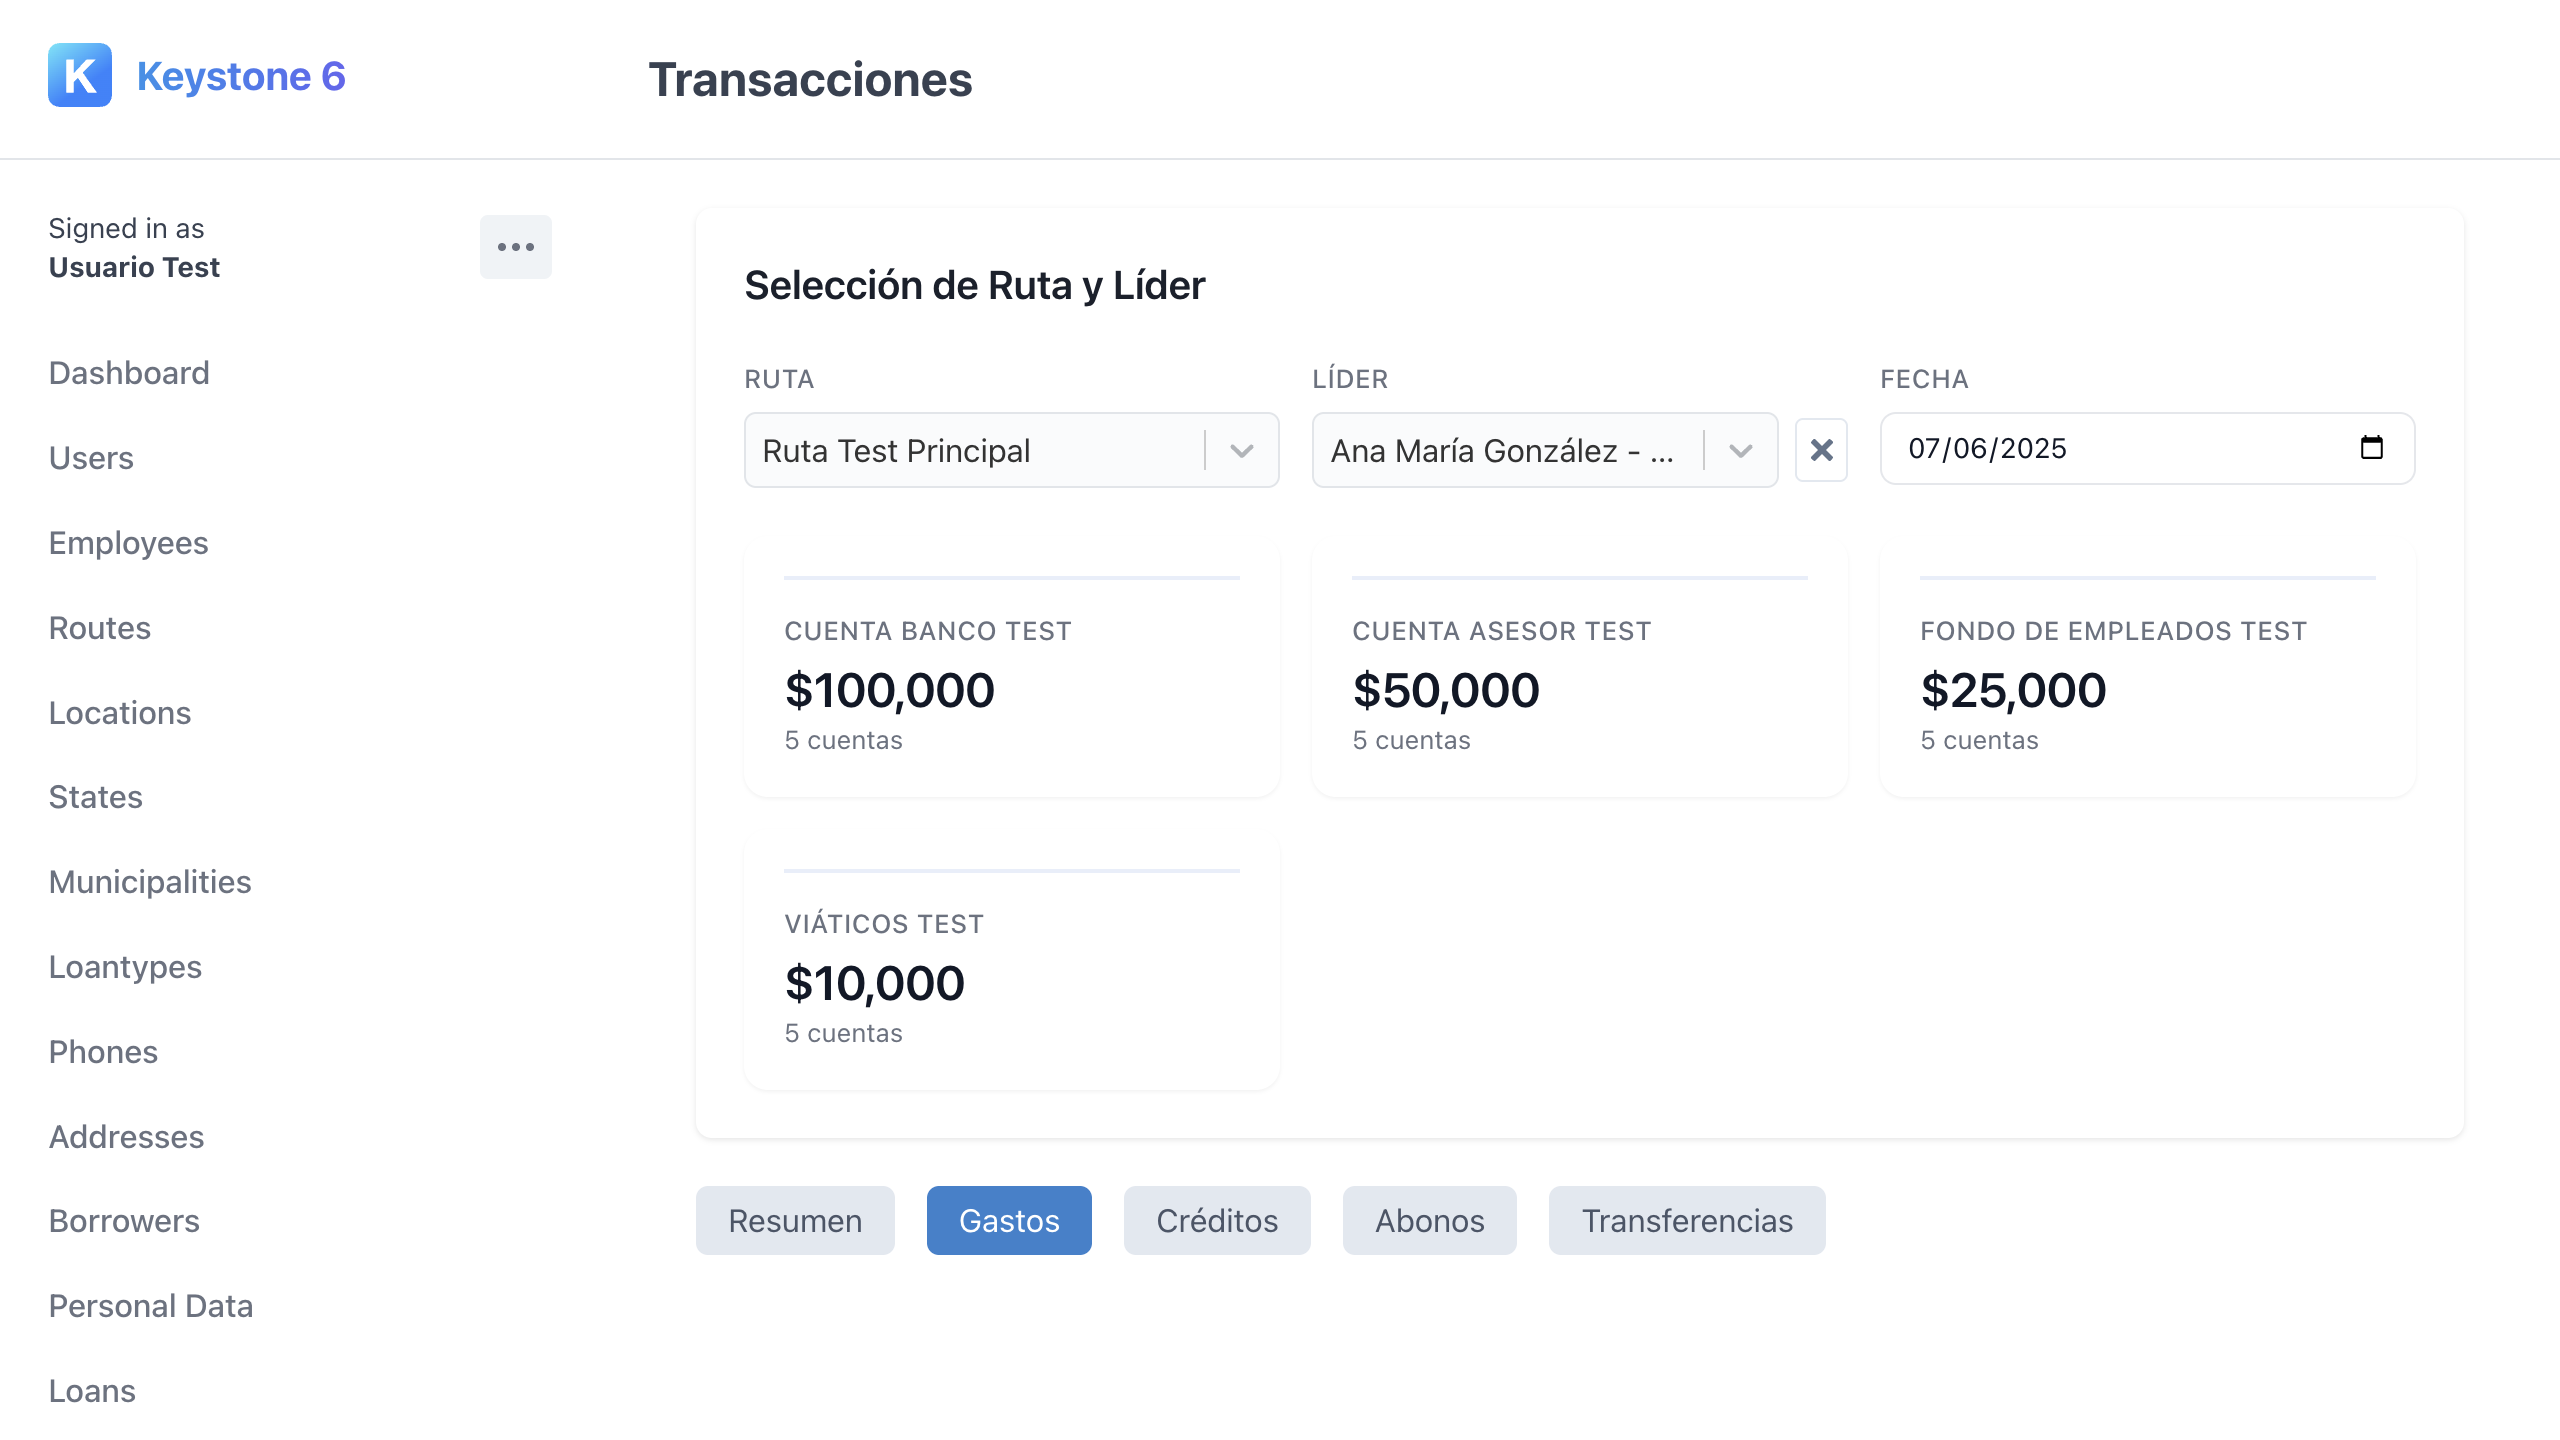 K Keystone 6
Transacciones
Signed in as
Usuario Test
Dashboard
Users
Employees
Routes
Locations
States
Municipalities
Loantypes
Phones
Addresses
Borrowers
Personal Data
Loans
Selección de Ruta y Líder
RUTA
Ruta Test Principal
LÍDER
Ana María González - ...
FECHA
07/06/2025
CUENTA BANCO TEST
$100,000
5 cuentas
CUENTA ASESOR TEST
$50,000
5 cuentas
FONDO DE EMPLEADOS TEST
$25,000
5 cuentas
VIÁTICOS TEST
$10,000
5 cuentas
Resumen
Gastos
Créditos
Abonos
Transferencias